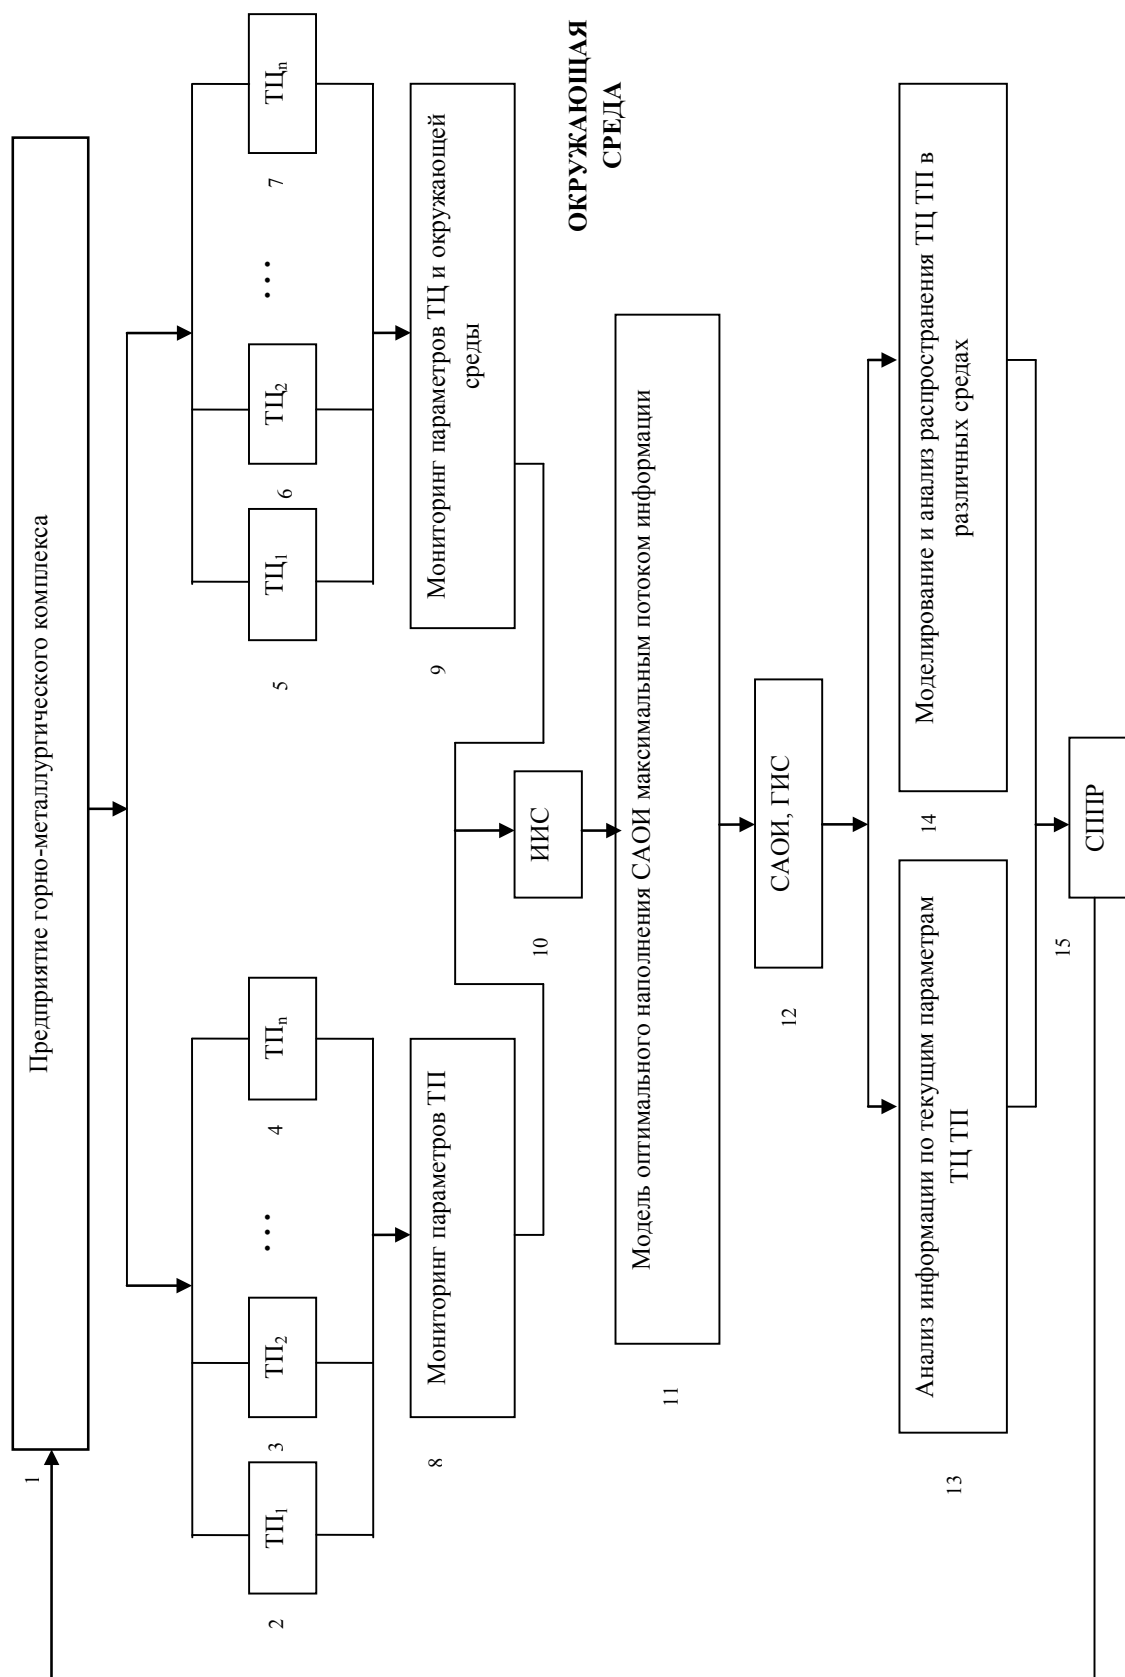 Предприятие горно-металлургического комплекса
1
ТП₁
2
ТП₂
3
...
ТПₙ
4
ТЦ₁
5
ТЦ₂
6
...
ТЦₙ
7
Мониторинг параметров ТП
8
Мониторинг параметров ТЦ и окружающей
среды
9
ОКРУЖАЮЩАЯ
СРЕДА
ИИС
10
Модель оптимального наполнения САОИ максимальным потоком информации
11
САОИ, ГИС
12
Анализ информации по текущим параметрам
ТЦ ТП
13
Моделирование и анализ распространения ТЦ ТП в
различных средах
14
СППР
15